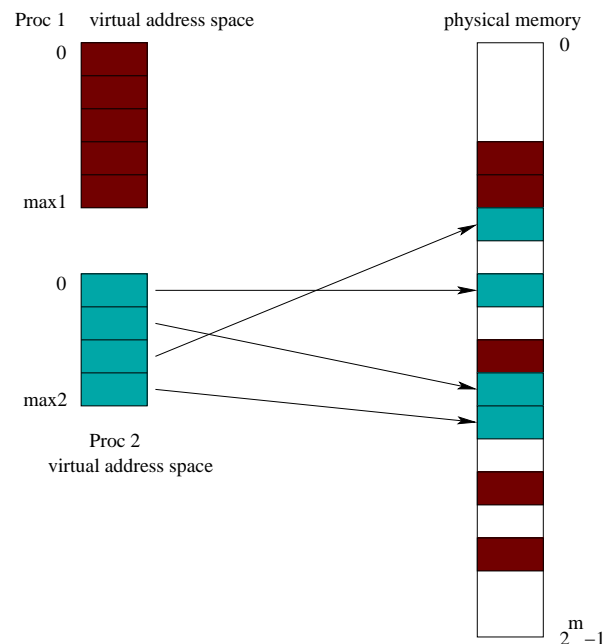 Proc 1 virtual address space
physical memory
0
0
max1
0
max2
Proc 2
virtual address space
2^m −1